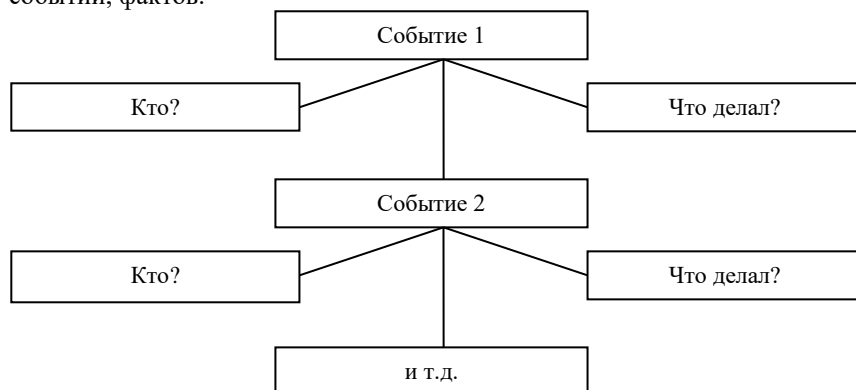 событий, фактов.
Событие 1
Кто?
Что делал?
Событие 2
Кто?
Что делал?
и т.д.